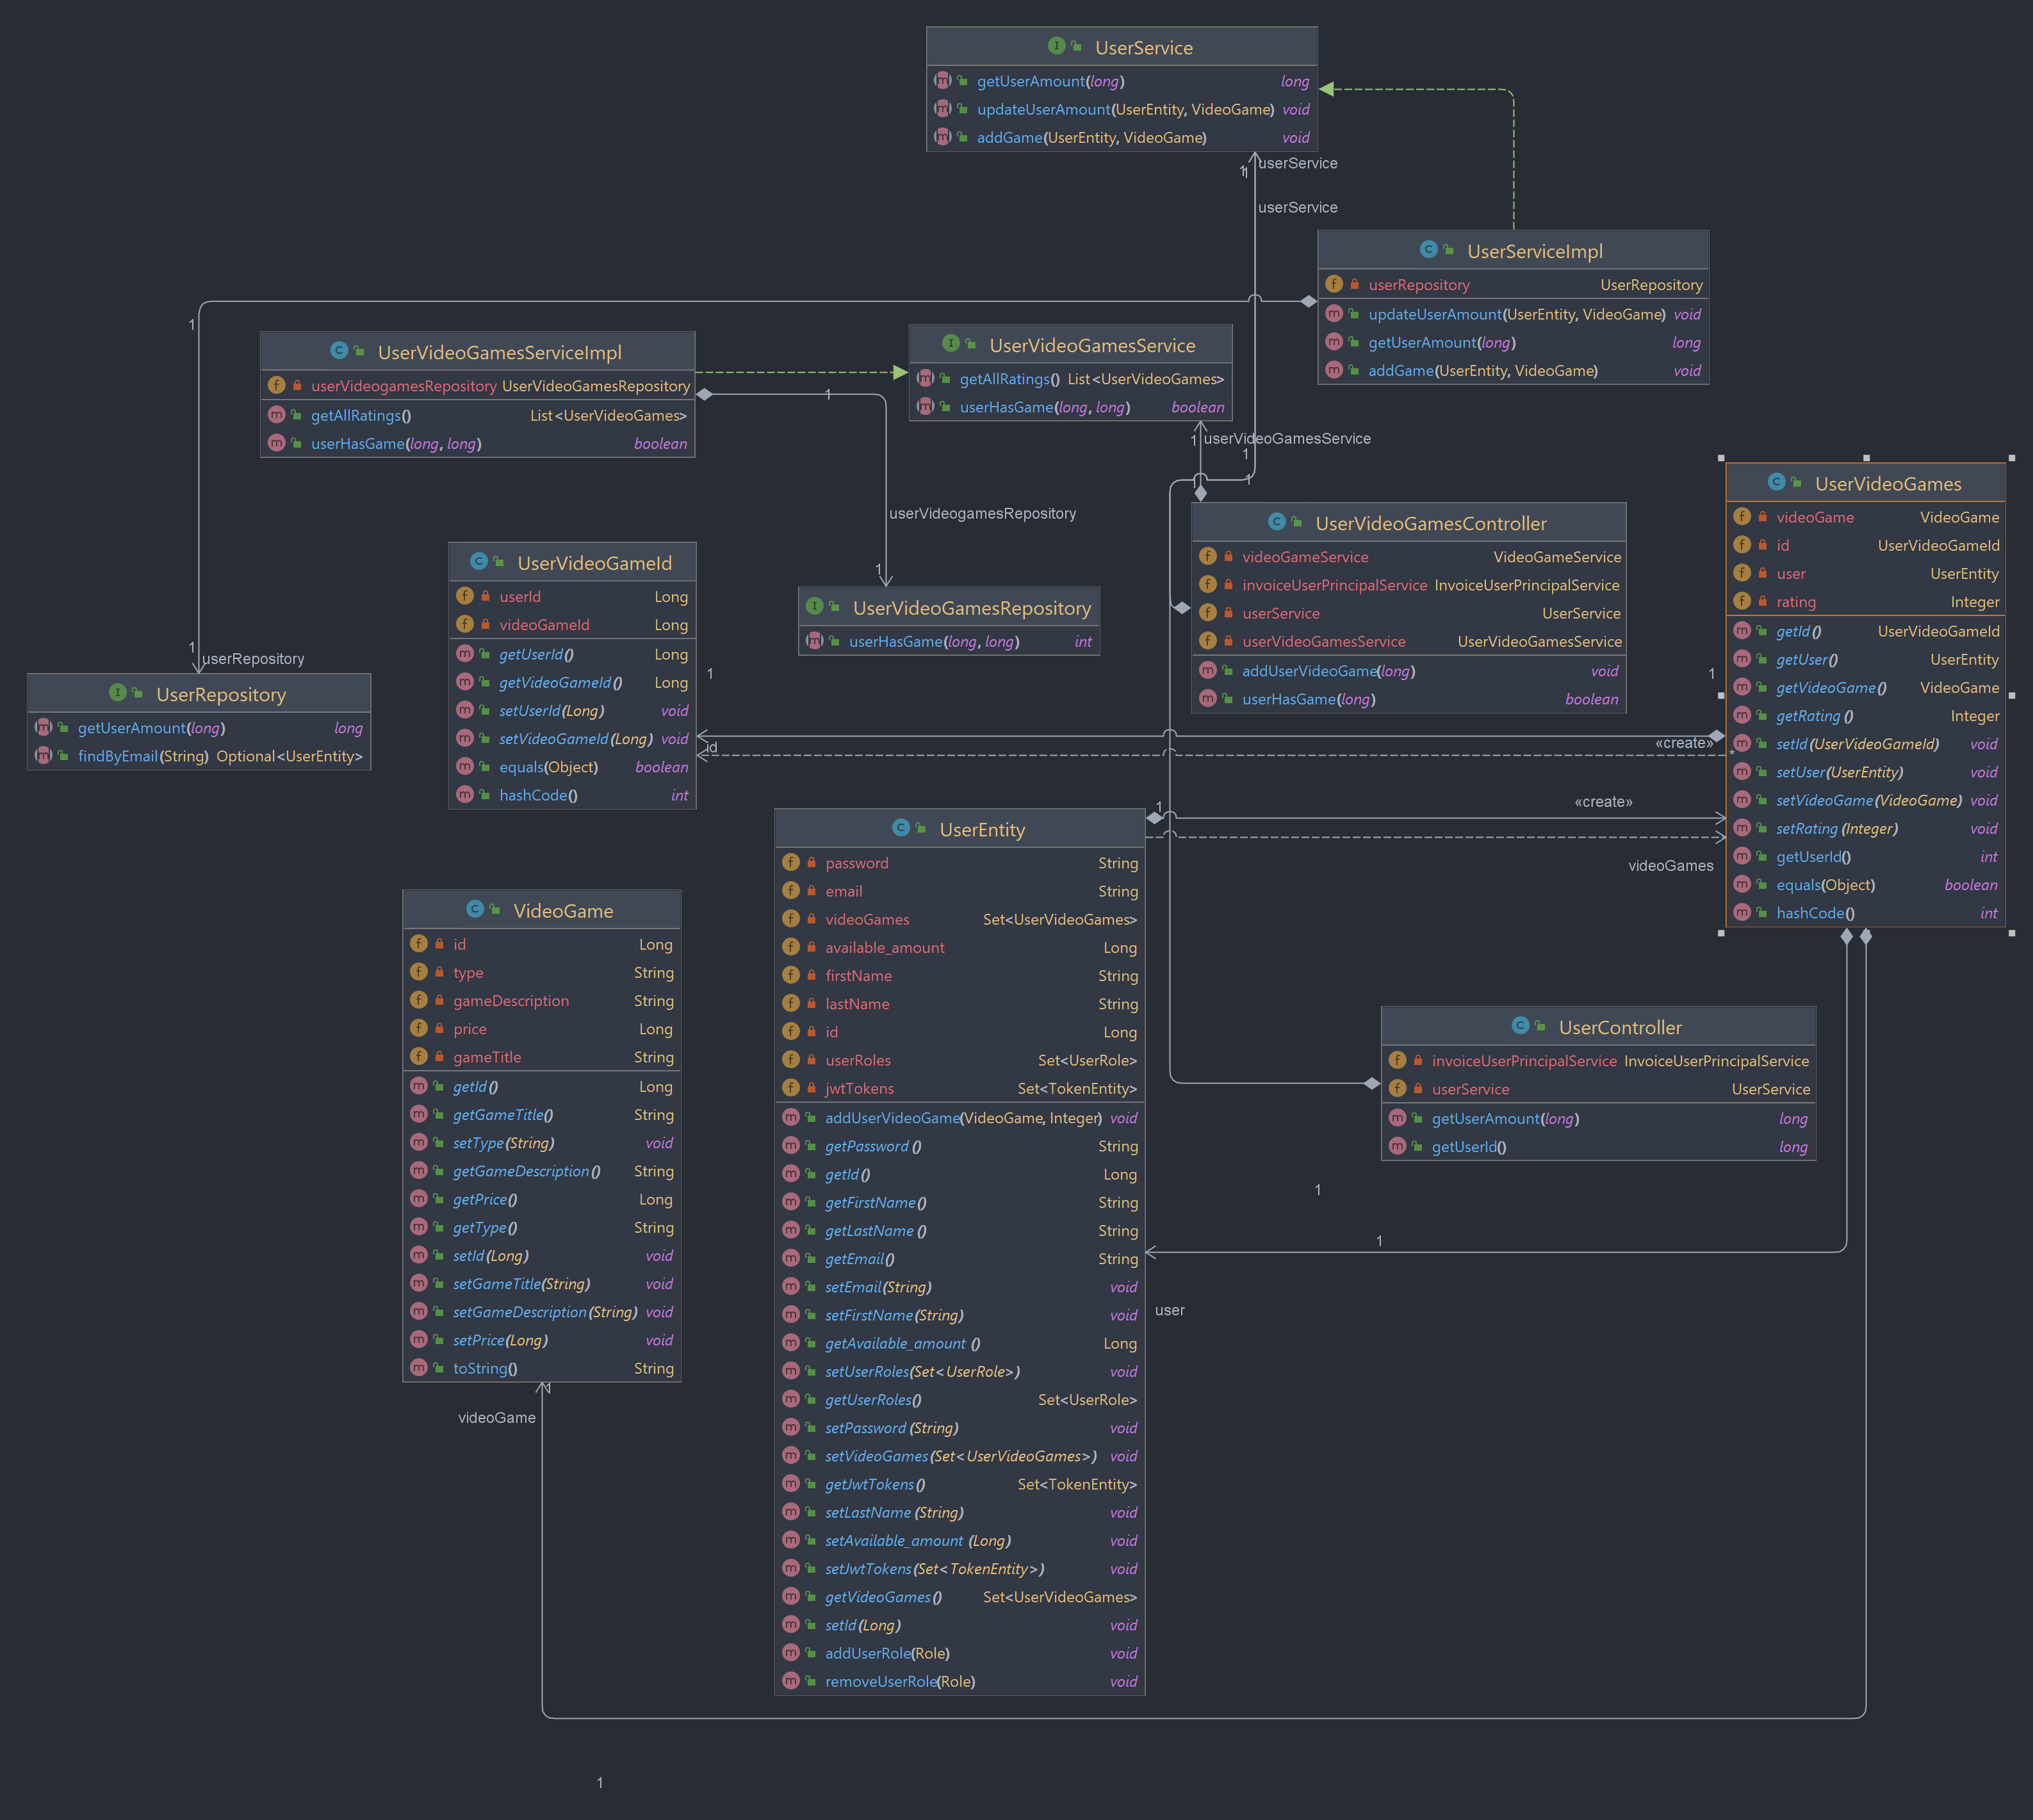 UserService
getUserAmount(long) long
updateUserAmount(UserEntity, VideoGame) void
addGame(UserEntity, VideoGame) void
1
1
userService
userService
UserServiceImpl
userRepository UserRepository
updateUserAmount(UserEntity, VideoGame) void
getUserAmount(long) long
addGame(UserEntity, VideoGame) void
1
UserVideoGamesServiceImpl
userVideogamesRepository UserVideoGamesRepository
getAllRatings() List<UserVideoGames>
userHasGame(long, long) boolean
1
UserVideoGamesService
getAllRatings() List<UserVideoGames>
userHasGame(long, long) boolean
1
userVideoGamesService
1
1
1
userVideogamesRepository
1
UserVideoGamesController
videoGameService VideoGameService
invoiceUserPrincipalService InvoiceUserPrincipalService
userService UserService
userVideoGamesService UserVideoGamesService
addUserVideoGame(long) void
userHasGame(long) boolean
UserVideoGames
videoGame VideoGame
id UserVideoGameId
user UserEntity
rating Integer
getId() UserVideoGameId
getUser() UserEntity
getVideoGame() VideoGame
getRating() Integer
setId(UserVideoGameId) void
setUser(UserEntity) void
setVideoGame(VideoGame) void
setRating(Integer) void
getUserId() int
equals(Object) boolean
hashCode() int
UserVideoGameId
userId Long
videoGameId Long
getUserId() Long
getVideoGameId() Long
setUserId(Long) void
setVideoGameId(Long) void
equals(Object) boolean
hashCode() int
UserVideoGamesRepository
userHasGame(long, long) int
1
userRepository
UserRepository
getUserAmount(long) long
findByEmail(String) Optional<UserEntity>
1
1
id
«create»
*
1
«create»
videoGames
UserEntity
password String
email String
videoGames Set<UserVideoGames>
available_amount Long
firstName String
lastName String
id Long
userRoles Set<UserRole>
jwtTokens Set<TokenEntity>
addUserVideoGame(VideoGame, Integer) void
getPassword() String
getId() Long
getFirstName() String
getLastName() String
getEmail() String
setEmail(String) void
setFirstName(String) void
getAvailable_amount() Long
setUserRoles(Set<UserRole>) void
getUserRoles() Set<UserRole>
setPassword(String) void
setVideoGames(Set<UserVideoGames>) void
getJwtTokens() Set<TokenEntity>
setLastName(String) void
setAvailable_amount(Long) void
setJwtTokens(Set<TokenEntity>) void
getVideoGames() Set<UserVideoGames>
setId(Long) void
addUserRole(Role) void
removeUserRole(Role) void
VideoGame
id Long
type String
gameDescription String
price Long
gameTitle String
getId() Long
getGameTitle() String
setType(String) void
getGameDescription() String
getPrice() Long
getType() String
setId(Long) void
setGameTitle(String) void
setGameDescription(String) void
setPrice(Long) void
toString() String
1
videoGame
UserController
invoiceUserPrincipalService InvoiceUserPrincipalService
userService UserService
getUserAmount(long) long
getUserId() long
1
1
user
1